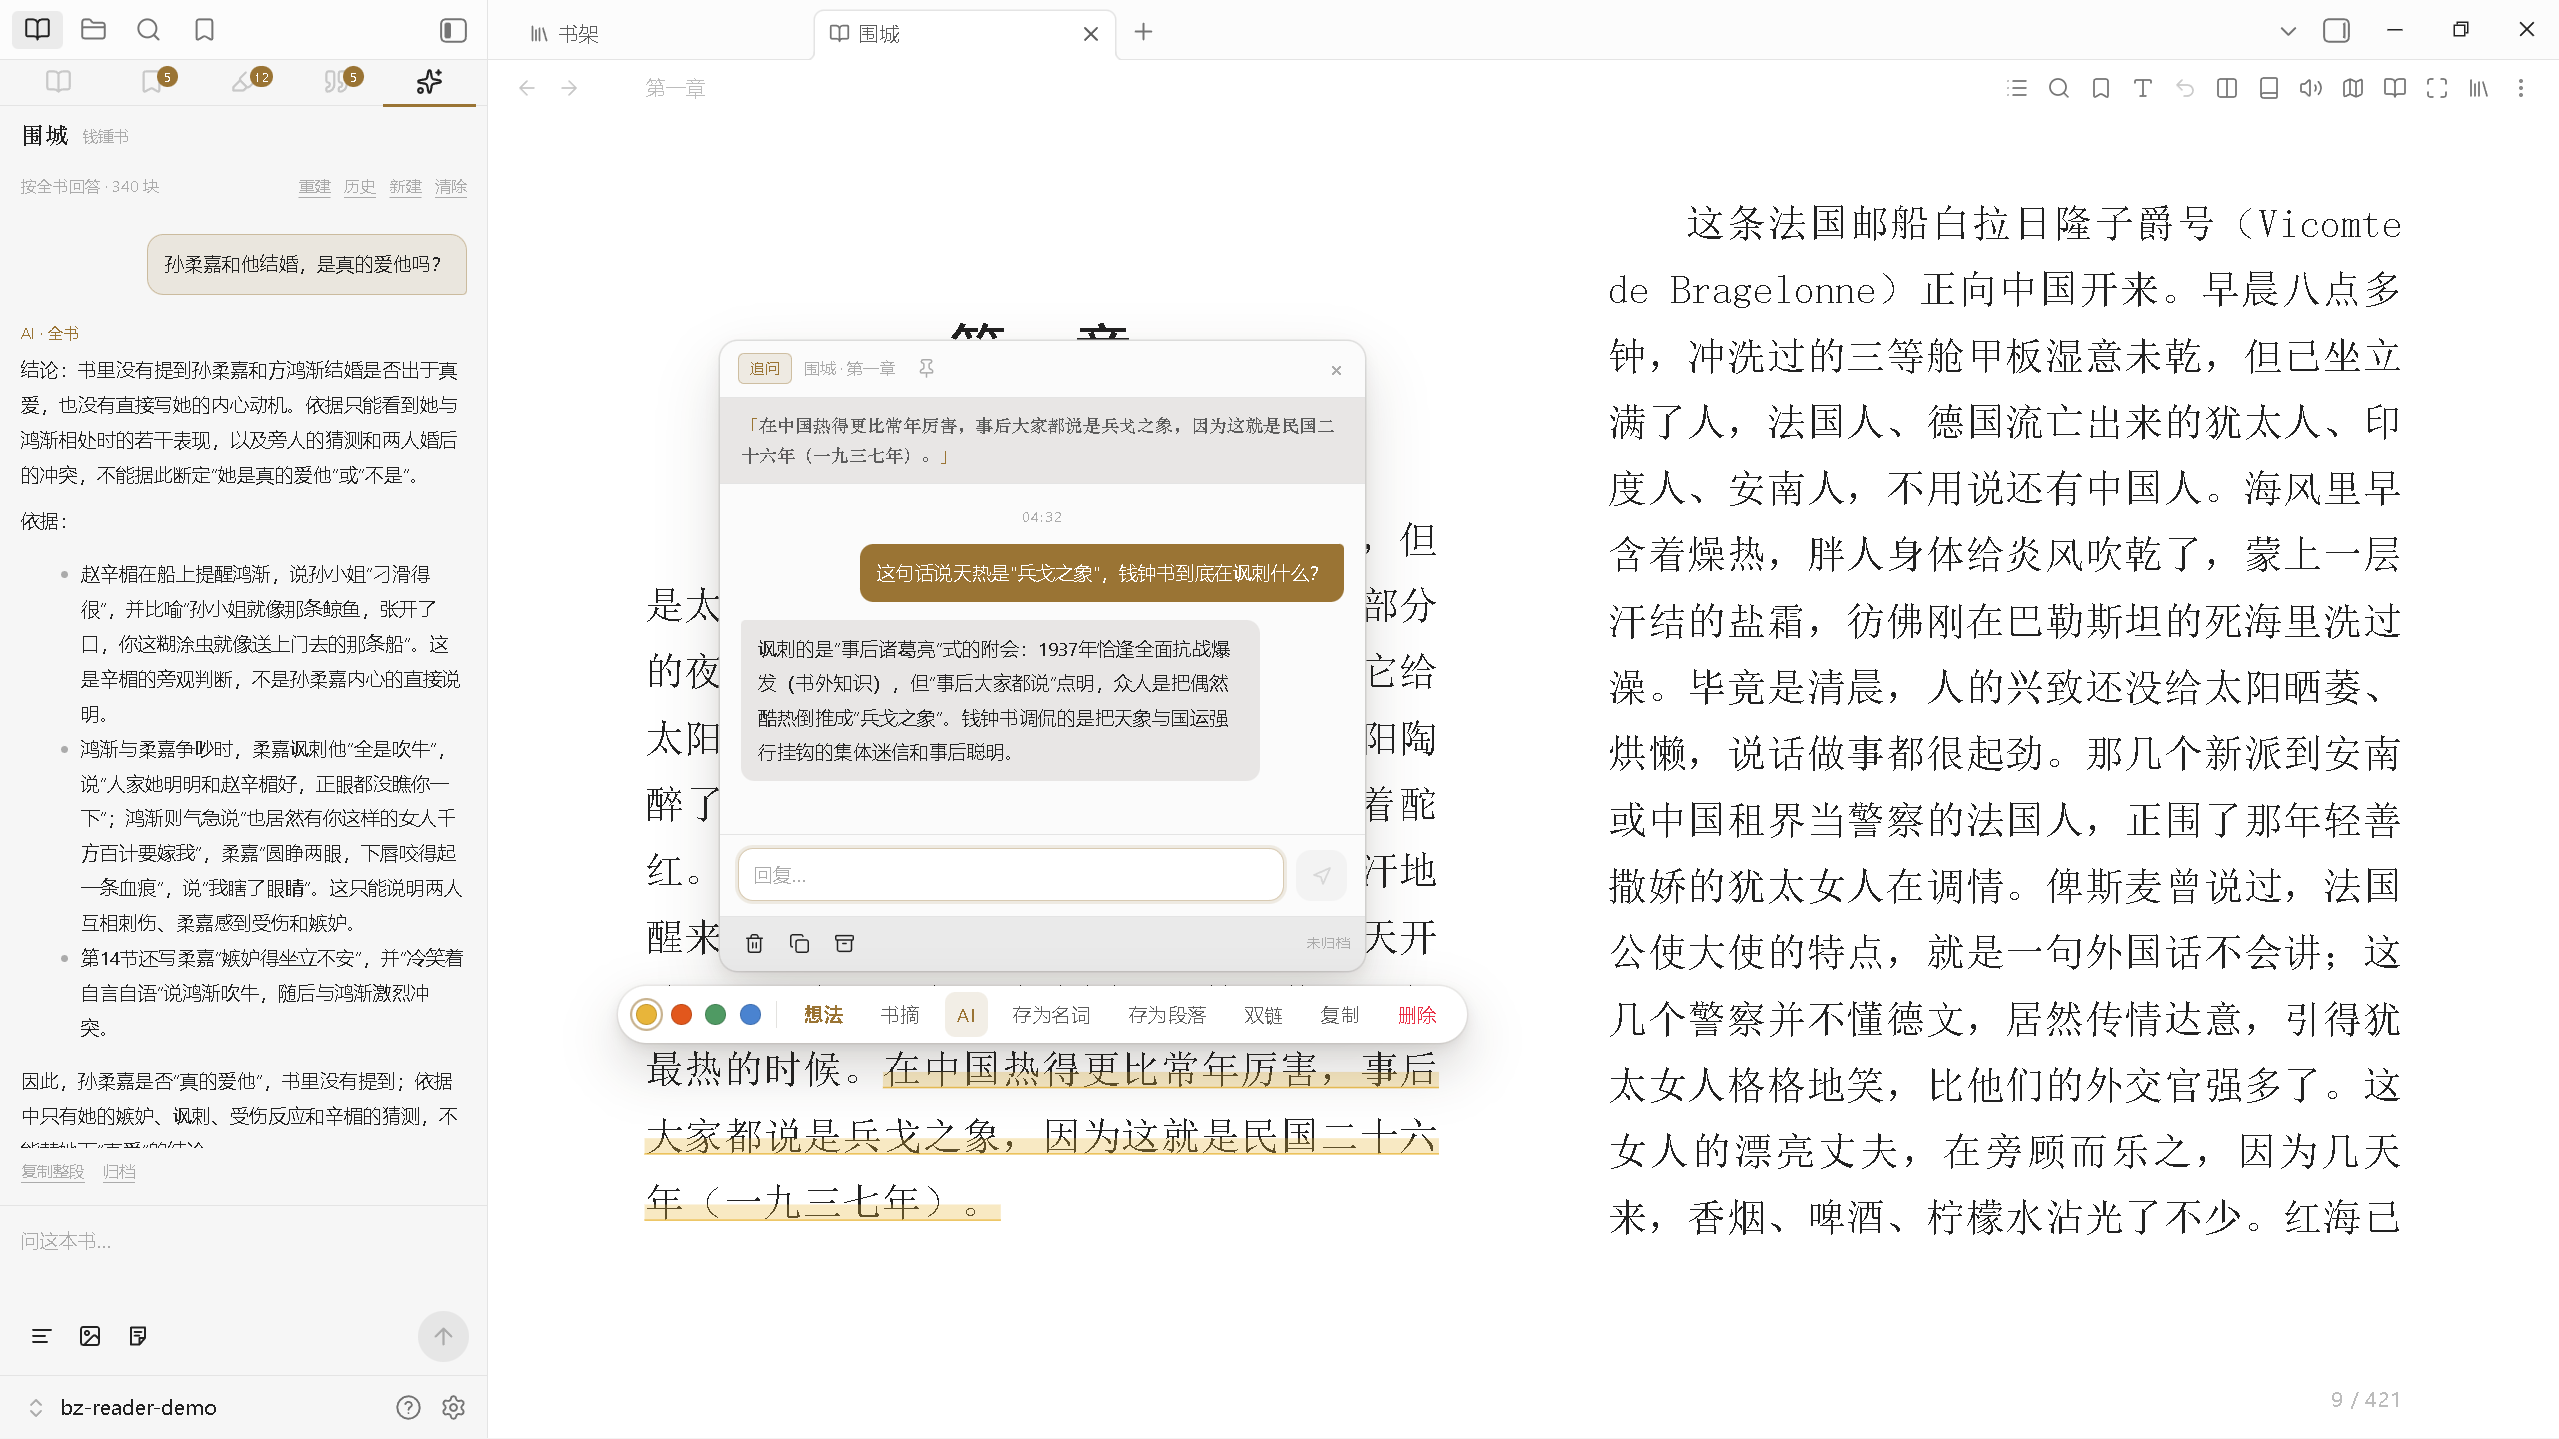 书架
围城
5
12
5
围城 钱锺书
按全书回答 · 340 块 重建 历史 新建 清除
孙柔嘉和他结婚，是真的爱他吗？
AI · 全书
结论：书里没有提到孙柔嘉和方鸿渐结婚是否出于真
爱，也没有直接写她的内心动机。依据只能看到她与
鸿渐相处时的若干表现，以及旁人的猜测和两人婚后
的冲突，不能据此断定“她是真的爱他”或“不是”。
依据：
赵辛楣在船上提醒鸿渐，说孙小姐“刁滑得
很”，并比喻“孙小姐就像那条鲸鱼，张开了
口，你这糊涂虫就像送上门去的那条船”。这
是辛楣的旁观判断，不是孙柔嘉内心的直接说
明。
鸿渐与柔嘉争吵时，柔嘉讽刺他“全是吹牛”，
说“人家她明明和赵辛楣好，正眼都没瞧你一
下”；鸿渐则气急说“也居然有你这样的女人千
方百计要嫁我”，柔嘉“圆睁两眼，下唇咬得起
一条血痕”，说“我瞎了眼睛”。这只能说明两人
互相刺伤、柔嘉感到受伤和嫉妒。
第14节还写柔嘉“嫉妒得坐立不安”，并“冷笑着
自言自语”说鸿渐吹牛，随后与鸿渐激烈冲
突。
因此，孙柔嘉是否“真的爱他”，书里没有提到；依据
中只有她的嫉妒、讽刺、受伤反应和辛楣的猜测，不
复制整段 归档
问这本书...
bz-reader-demo
第一章
追问 围城 · 第一章
「在中国热得更比常年厉害，事后大家都说是兵戈之象，因为这就是民国二
十六年（一九三七年）。」
04:32
这句话说天热是“兵戈之象”，钱钟书到底在讽刺什么？
讽刺的是“事后诸葛亮”式的附会：1937年恰逢全面抗战爆
发（书外知识），但“事后大家都说”点明，众人是把偶然
酷热倒推成“兵戈之象”。钱钟书调侃的是把天象与国运强
行挂钩的集体迷信和事后聪明。
回复...
未归档
，但
是太 部分
的夜 它给
太阳 阳陶
醉了 着酡
红。 汗地
醒来 天开
想法 书摘 AI 存为名词 存为段落 双链 复制 删除
最热的时候。在中国热得更比常年厉害，事后
大家都说是兵戈之象，因为这就是民国二十六
年（一九三七年）。
这条法国邮船白拉日隆子爵号（Vicomte
de Bragelonne）正向中国开来。早晨八点多
钟，冲洗过的三等舱甲板湿意未乾，但已坐立
满了人，法国人、德国流亡出来的犹太人、印
度人、安南人，不用说还有中国人。海风里早
含着燥热，胖人身体给炎风吹乾了，蒙上一层
汗结的盐霜，彷佛刚在巴勒斯坦的死海里洗过
澡。毕竟是清晨，人的兴致还没给太阳晒萎、
烘懒，说话做事都很起劲。那几个新派到安南
或中国租界当警察的法国人，正围了那年轻善
撒娇的犹太女人在调情。俾斯麦曾说过，法国
公使大使的特点，就是一句外国话不会讲；这
几个警察并不懂德文，居然传情达意，引得犹
太女人格格地笑，比他们的外交官强多了。这
女人的漂亮丈夫，在旁顾而乐之，因为几天
来，香烟、啤酒、柠檬水沾光了不少。红海已
9 / 421